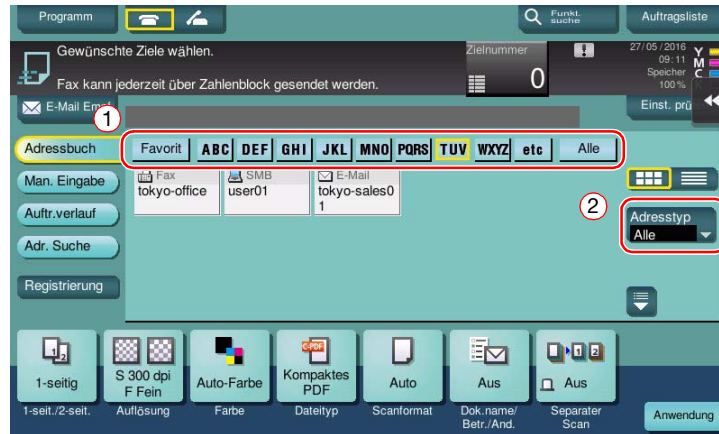 Programm
Funkt.
suche
Auftragsliste
Gewünschte Ziele wählen.
Zielnummer
0
27/05/2016
09:11
Speicher
100 %
Y
M
C
K
Fax kann jederzeit über Zahlenblock gesendet werden.
E-Mail Empf
1
Einst. prü
Adressbuch
Favorit
ABC
DEF
GHI
JKL
MNO
PQRS
TUV
WXYZ
etc
Alle
Man. Eingabe
Fax
tokyo-office
SMB
user01
E-Mail
tokyo-sales0
1
2
Auftr.verlauf
Adresstyp
Alle
Adr. Suche
Registrierung
1-seitig
S 300 dpi
F Fein
Auto-Farbe
Kompaktes
PDF
Auto
Aus
Aus
1-seit./2-seit.
Auflösung
Farbe
Dateityp
Scanformat
Dok.name/
Betr./And.
Separater
Scan
Anwendung